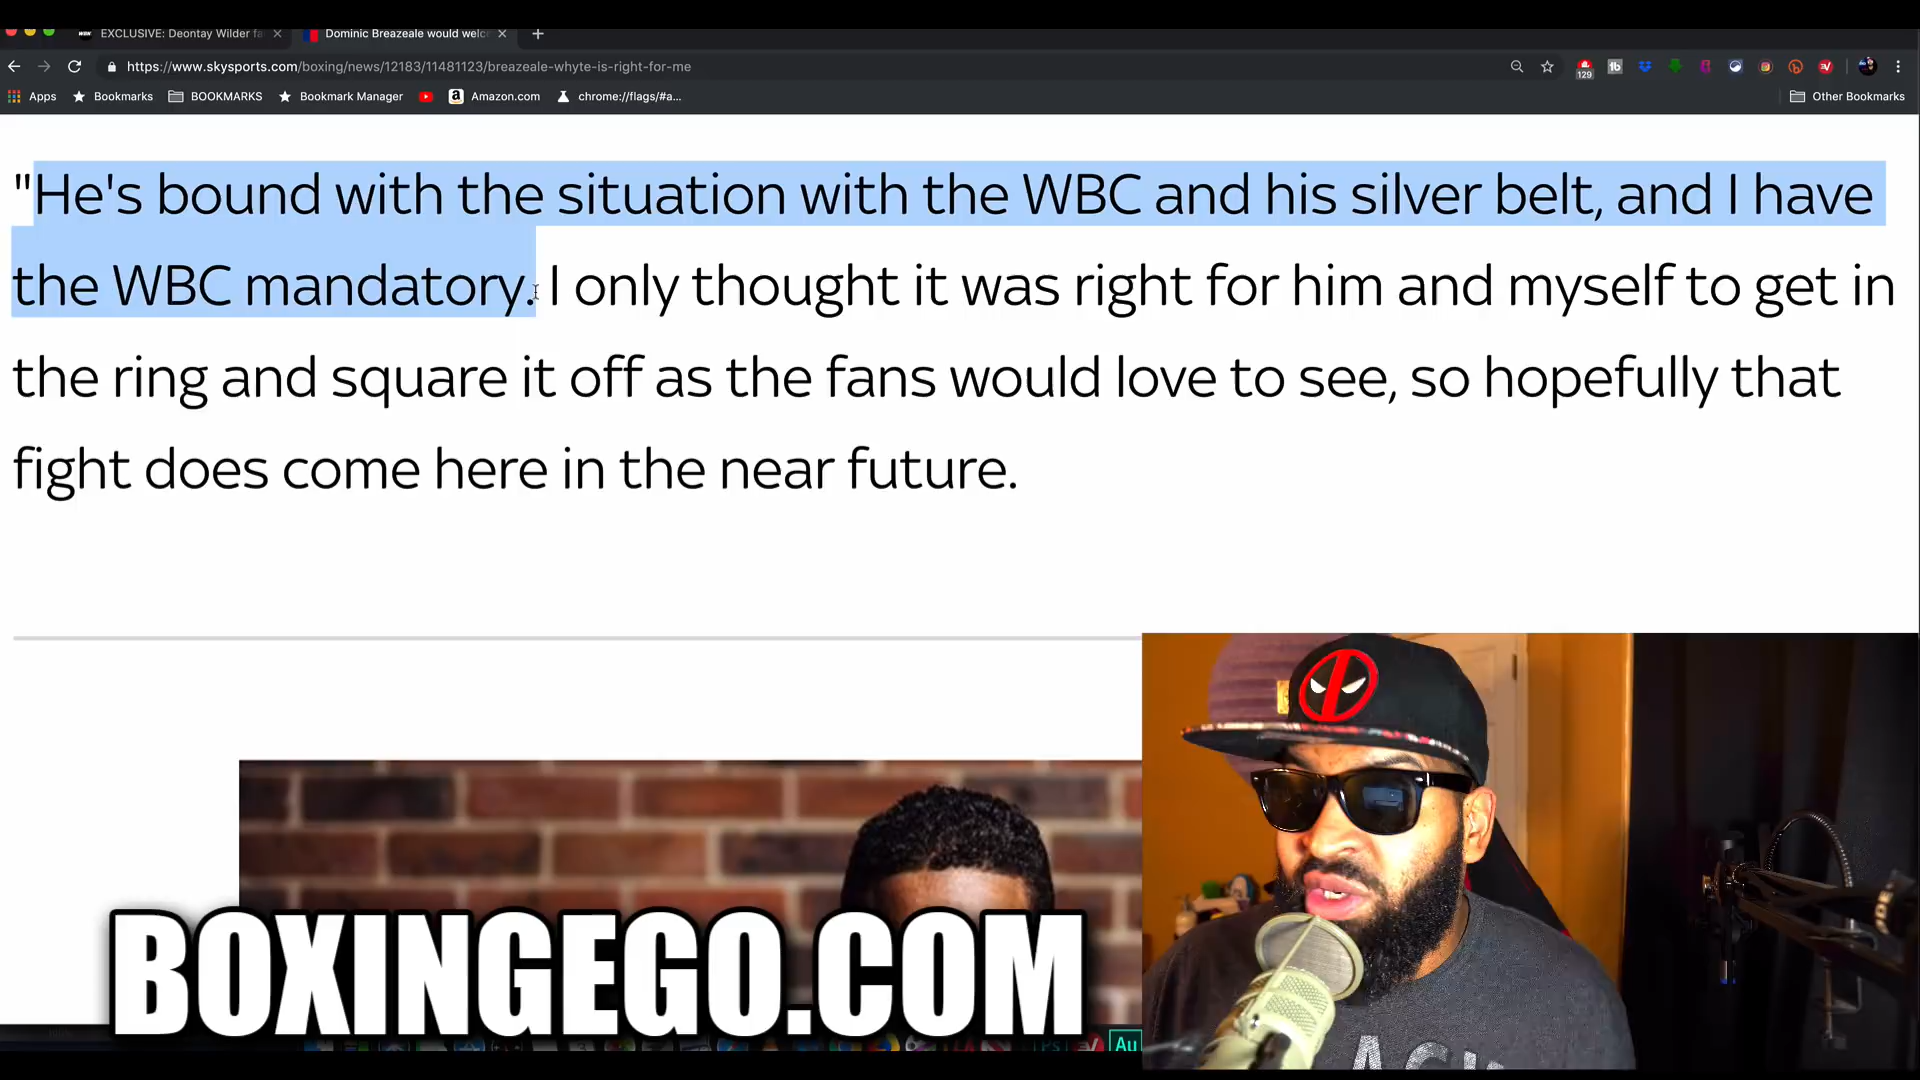 EXCLUSIVE: Deontay Wilder fa
Dominic Breazeale would welc
https://www.skysports.com/boxing/news/12183/11481123/breazeale-whyte-is-right-for-me
129
Apps Bookmarks BOOKMARKS Bookmark Manager Amazon.com chrome://flags/#a... Other Bookmarks
"He's bound with the situation with the WBC and his silver belt, and I have
the WBC mandatory. I only thought it was right for him and myself to get in
the ring and square it off as the fans would love to see, so hopefully that
fight does come here in the near future.
BOXINGEGO.COM
Au